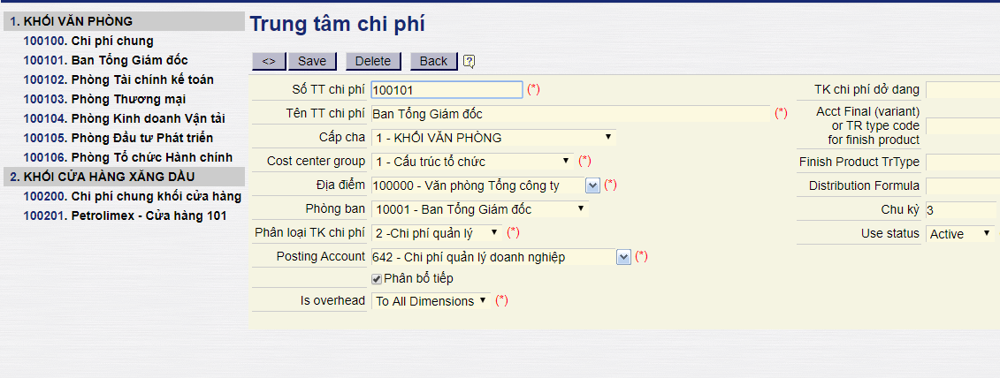 1. KHỐI VĂN PHÒNG
100100. Chi phí chung
100101. Ban Tổng Giám đốc
100102. Phòng Tài chính kế toán
100103. Phòng Thương mại
100104. Phòng Kinh doanh Vận tải
100105. Phòng Đầu tư Phát triển
100106. Phòng Tổ chức Hành chính
2. KHỐI CỬA HÀNG XĂNG DẦU
100200. Chi phí chung khối cửa hàng
100201. Petrolimex - Cửa hàng 101
Trung tâm chi phí
<> Save Delete Back ?
Số TT chi phí 100101 (*)
Tên TT chi phí Ban Tổng Giám đốc (*)
Cấp cha 1 - KHỐI VĂN PHÒNG
Cost center group 1 - Cấu trúc tổ chức (*)
Địa điểm 100000 - Văn phòng Tổng công ty (*)
Phòng ban 10001 - Ban Tổng Giám đốc
Phân loại TK chi phí 2 -Chi phí quản lý (*)
Posting Account 642 - Chi phí quản lý doanh nghiệp (*)
Phân bổ tiếp
Is overhead To All Dimensions (*)
TK chi phí dở dang
Acct Final (variant)
or TR type code
for finish product
Finish Product TrType
Distribution Formula
Chu kỳ 3
Use status Active